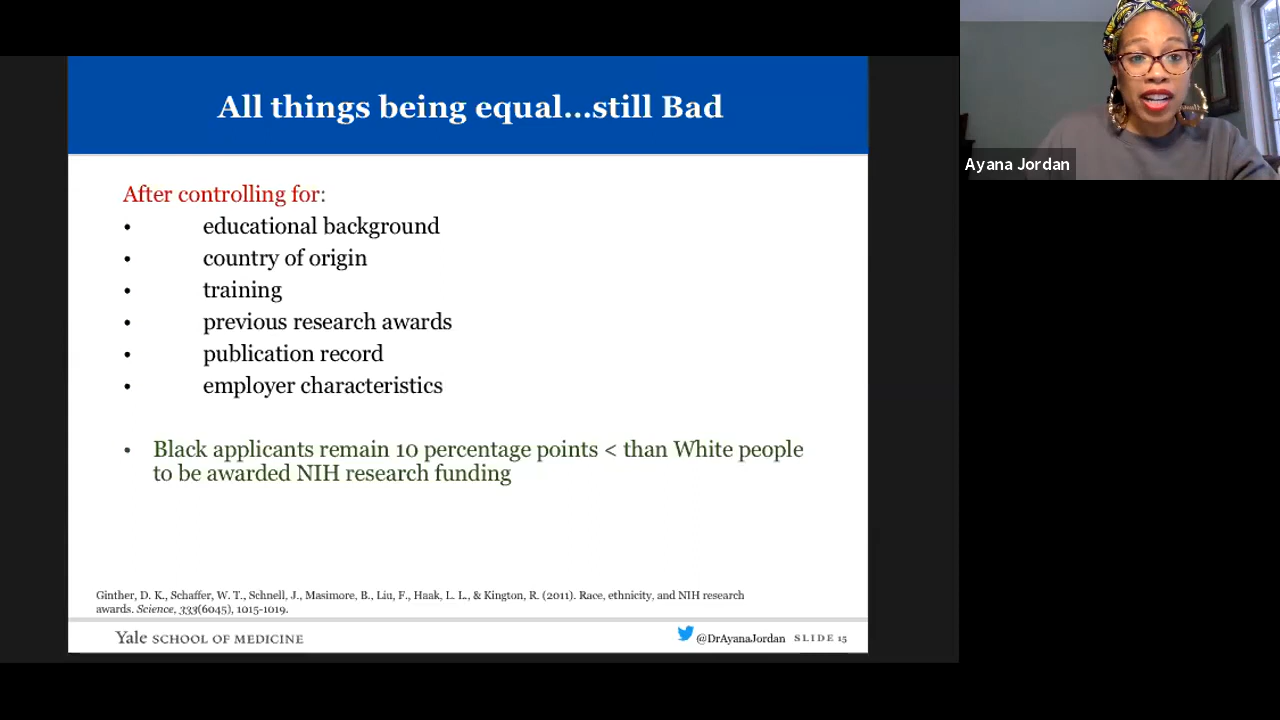 All things being equal...still Bad
After controlling for:
• educational background
• country of origin
• training
• previous research awards
• publication record
• employer characteristics
• Black applicants remain 10 percentage points < than White people
to be awarded NIH research funding
Ginther, D. K., Schaffer, W. T., Schnell, J., Masimore, B., Liu, F., Haak, L. L., & Kington, R. (2011). Race, ethnicity, and NIH research
awards. Science, 333(6045), 1015-1019.
Yale SCHOOL OF MEDICINE
@DrAyanaJordan SLIDE 15
Ayana Jordan